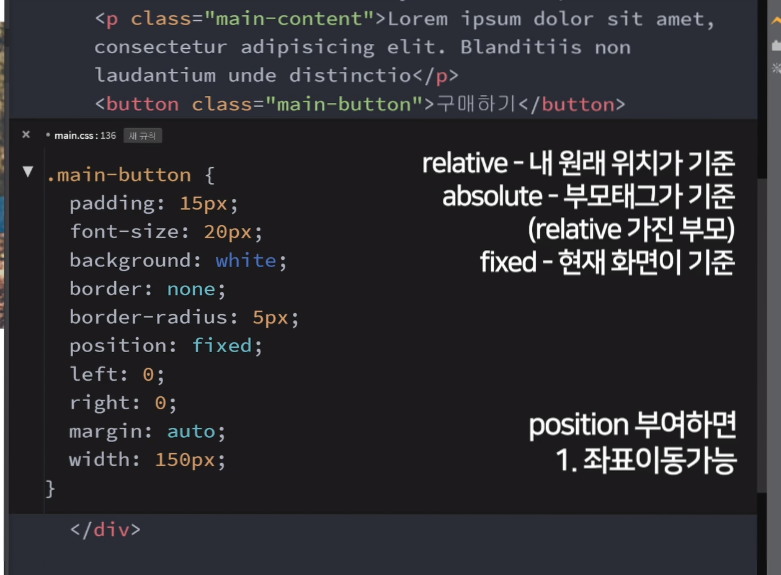 <p class="main-content">Lorem ipsum dolor sit amet,
consectetur adipisicing elit. Blanditiis non
laudantium unde distinctio</p>
<button class="main-button">구매하기</button>
× • main.css : 136 새 규칙
▼ .main-button {
padding: 15px;
font-size: 20px;
background: white;
border: none;
border-radius: 5px;
position: fixed;
left: 0;
right: 0;
margin: auto;
width: 150px;
}
relative - 내 원래 위치가 기준
absolute - 부모태그가 기준
(relative 가진 부모)
fixed - 현재 화면이 기준
position 부여하면
1. 좌표이동가능
</div>